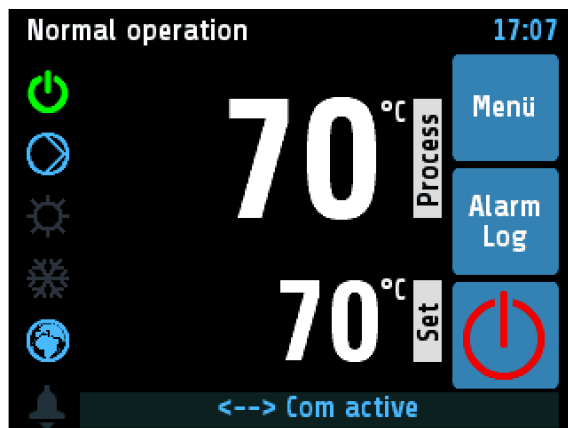 Normal operation 17:07
70 °C Process
Menü
Alarm
Log
70 °C Set
<--> Com active